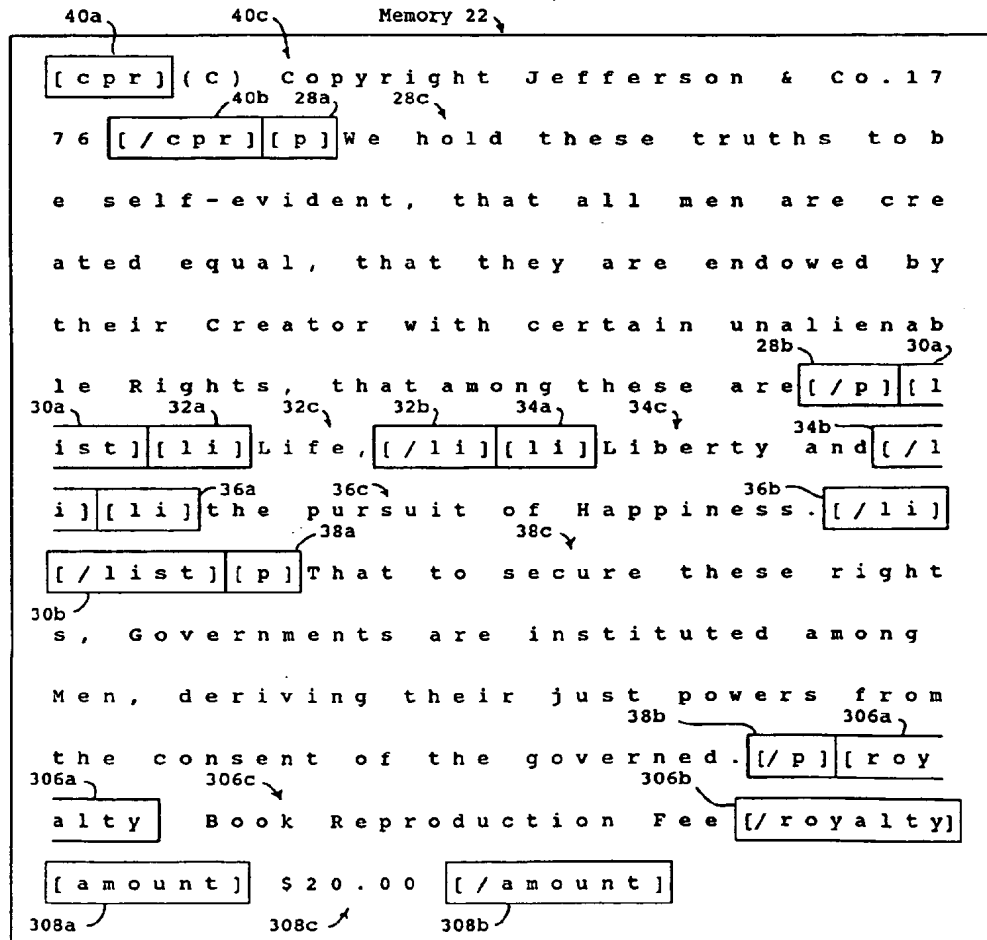 40a 40c Memory 22
[cpr](C) Copyright Jefferson & Co.17
40b 28a 28c
76 [/cpr][p]We hold these truths to b
e self-evident, that all men are cre
ated equal, that they are endowed by
their Creator with certain unalienab
28b 30a
le Rights, that among these are[/p][l
30a 32a 32c 32b 34a 34c 34b
ist][li]Life,[/li][li]Liberty and[/l
i][li]the pursuit of Happiness.[/li]
36a 36c 36b
38a 38c
[/list][p]That to secure these right
30b
s, Governments are instituted among
Men, deriving their just powers from
38b 306a
the consent of the governed.[/p][roy
306a 306c 306b
alty Book Reproduction Fee[/royalty]
[amount] $20.00 [/amount]
308a 308c 308b